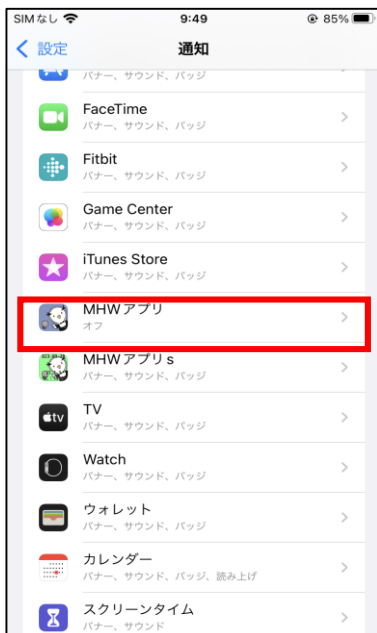 SIMなし 9:49 85%
設定 通知
バナー、サウンド、バッジ
FaceTime
バナー、サウンド、バッジ
Fitbit
バナー、サウンド、バッジ
Game Center
バナー、サウンド、バッジ
iTunes Store
バナー、サウンド、バッジ
MHWアプリ
オフ
MHWアプリs
バナー、サウンド、バッジ
tv
TV
バナー、サウンド、バッジ
Watch
バナー、サウンド、バッジ
ウォレット
バナー、サウンド、バッジ
カレンダー
バナー、サウンド、バッジ、読み上げ
スクリーンタイム
バナー、サウンド